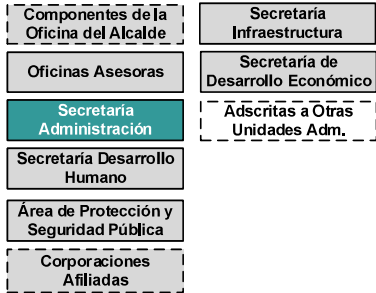 Componentes de la
Oficina del Alcalde
Oficinas Asesoras
Secretaría
Administración
Secretaría Desarrollo
Humano
Área de Protección y
Seguridad Pública
Corporaciones
Afiliadas
Secretaría
Infraestructura
Secretaría de
Desarrollo Económico
Adscritas a Otras
Unidades Adm.